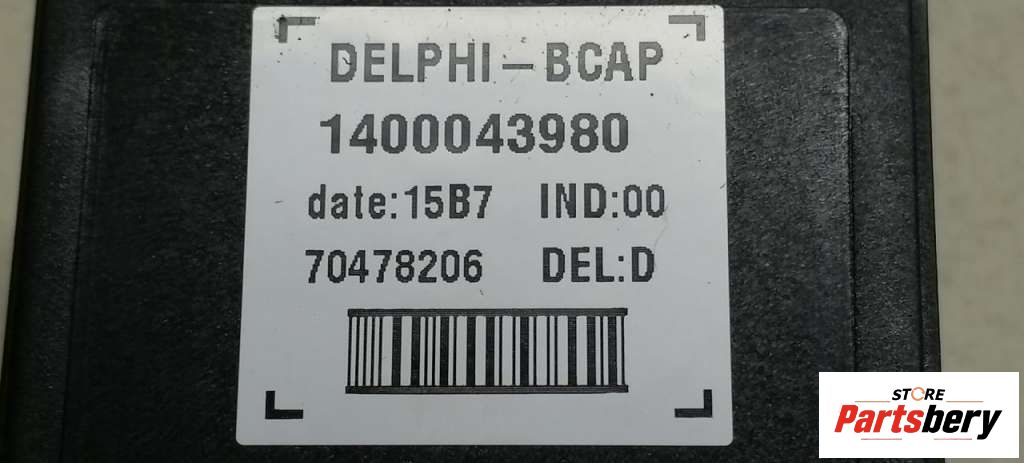 DELPHI-BCAP
1400043980
date:15B7 IND:00
70478206 DEL:D
STORE
Partsbery